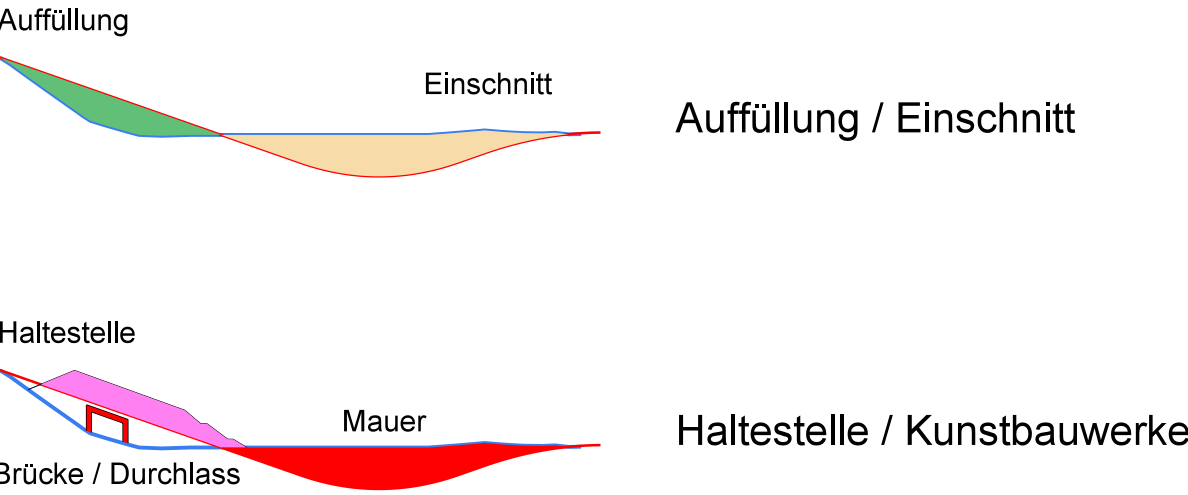 Auffüllung
Einschnitt
Auffüllung / Einschnitt
Haltestelle
Mauer
Haltestelle / Kunstbauwerke
Brücke / Durchlass